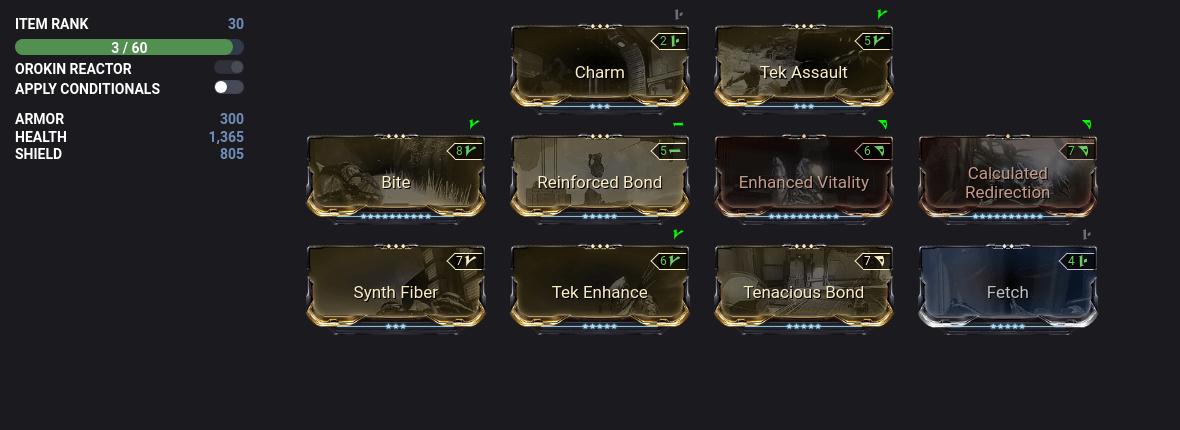 ITEM RANK 30
3 / 60
OROKIN REACTOR
APPLY CONDITIONALS
ARMOR 300
HEALTH 1,365
SHIELD 805
2
Charm
5
Tek Assault
8
Bite
5
Reinforced Bond
6
Enhanced Vitality
7
Calculated
Redirection
7
Synth Fiber
6
Tek Enhance
7
Tenacious Bond
4
Fetch